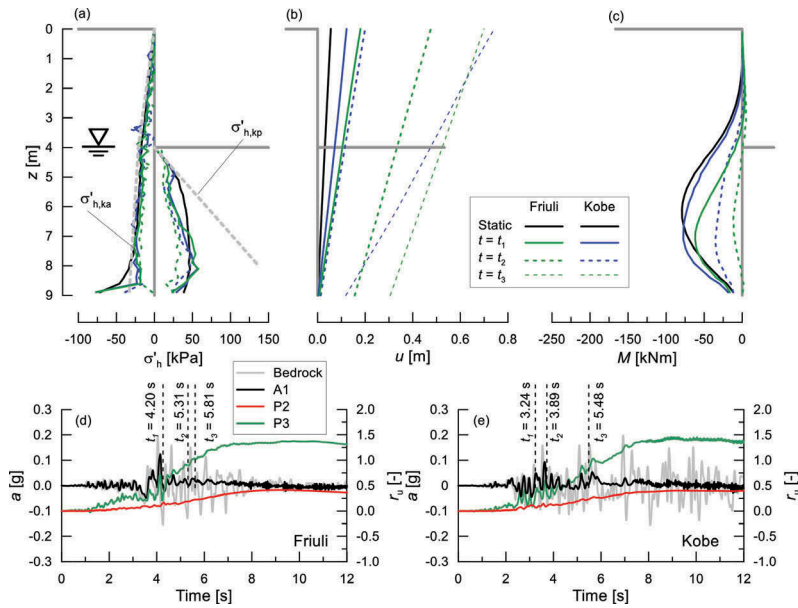 (a)
(b)
(c)
0
1
2
3
4
5
6
7
8
9
z [m]
σ'h,kp
σ'h,ka
-100 -50 0 50 100 150
σ'h [kPa]
0 0.2 0.4 0.6 0.8
u [m]
-250 -200 -150 -100 -50 0
M [kNm]
Friuli Kobe
Static
t = t1
t = t2
t = t3
Bedrock
A1
P2
P3
(d)
t1 = 4.20 s
t2 = 5.31 s
t3 = 5.81 s
0.3
0.2
0.1
0.0
-0.1
-0.2
-0.3
a [g]
2.0
1.5
1.0
0.5
0.0
-0.5
-1.0
ru [-]
Friuli
0 2 4 6 8 10 12
Time [s]
(e)
t1 = 3.24 s
t2 = 3.89 s
t3 = 5.48 s
0.3
0.2
0.1
0.0
-0.1
-0.2
-0.3
a [g]
2.0
1.5
1.0
0.5
0.0
-0.5
-1.0
ru [-]
Kobe
0 2 4 6 8 10 12
Time [s]